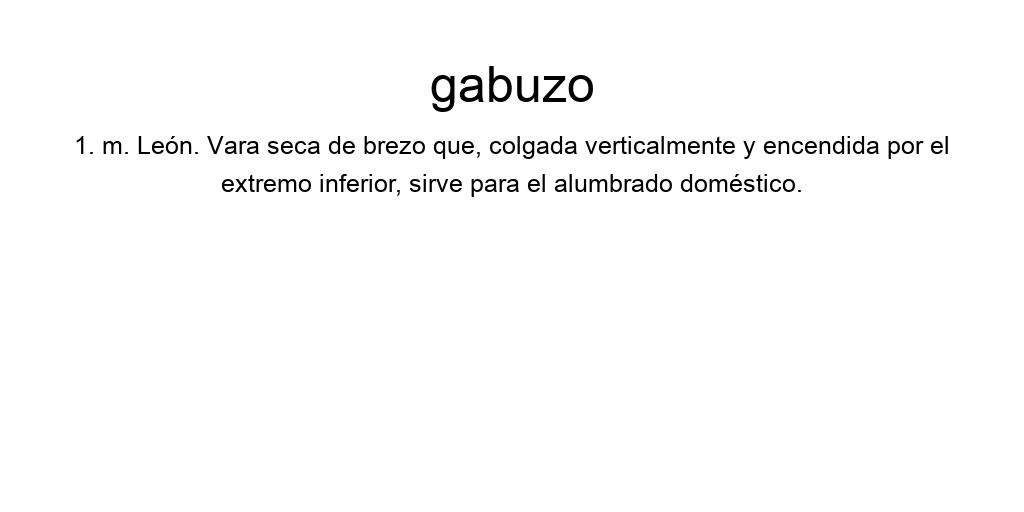 gabuzo
1. m. León. Vara seca de brezo que, colgada verticalmente y encendida por el
extremo inferior, sirve para el alumbrado doméstico.